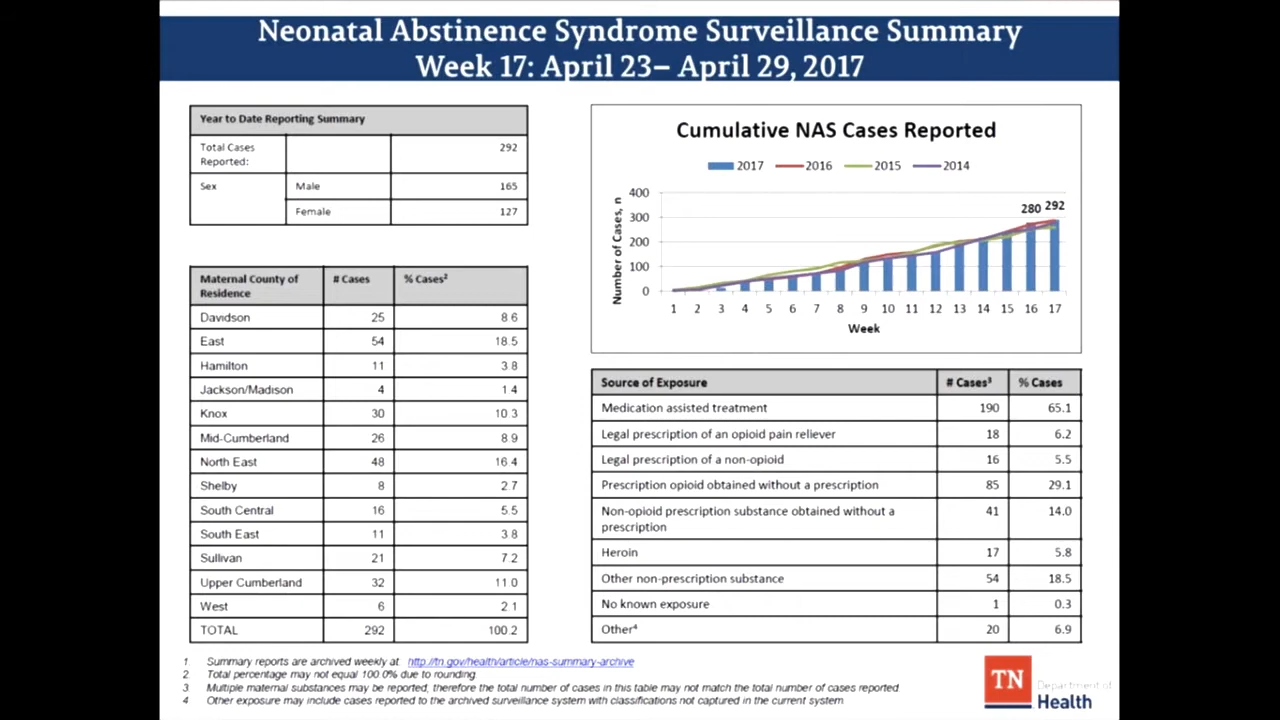 Neonatal Abstinence Syndrome Surveillance Summary
Week 17: April 23– April 29, 2017
Year to Date Reporting Summary
Total Cases Reported: 292
Sex Male 165
Female 127
Maternal County of Residence # Cases % Cases²
Davidson 25 8 6
East 54 18.5
Hamilton 11 3.8
Jackson/Madison 4 1 4
Knox 30 10.3
Mid-Cumberland 26 8 9
North East 48 16.4
Shelby 8 2.7
South Central 16 5.5
South East 11 3 8
Sullivan 21 7 2
Upper Cumberland 32 11.0
West 6 2.1
TOTAL 292 100.2
Cumulative NAS Cases Reported
2017 2016 2015 2014
Number of Cases, n
400
300
200
100
0
280 292
1 2 3 4 5 6 7 8 9 10 11 12 13 14 15 16 17
Week
Source of Exposure # Cases³ % Cases
Medication assisted treatment 190 65.1
Legal prescription of an opioid pain reliever 18 6.2
Legal prescription of a non-opioid 16 5.5
Prescription opioid obtained without a prescription 85 29.1
Non-opioid prescription substance obtained without a prescription 41 14.0
Heroin 17 5.8
Other non-prescription substance 54 18.5
No known exposure 1 0.3
Other⁴ 20 6.9
1. Summary reports are archived weekly at: http://tn.gov/health/article/nas-summary-archive
2 Total percentage may not equal 100.0% due to rounding
3 Multiple maternal substances may be reported; therefore the total number of cases in this table may not match the total number of cases reported
4 Other exposure may include cases reported to the archived surveillance system with classifications not captured in the current system
TN
Department of
Health